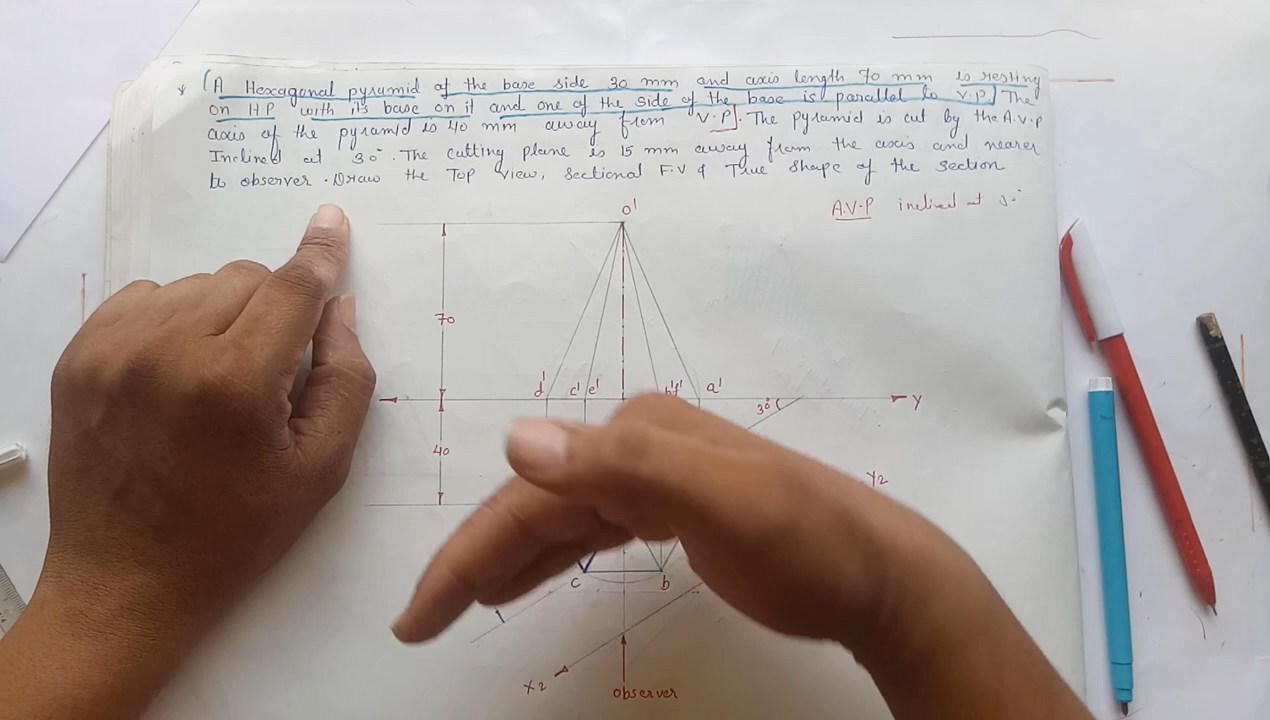 * (A Hexagonal pyramid of the base side 30 mm and axis length 70 mm is resting
on H.P with its base on it and one of the side of the base is parallel to V.P.) The
axis of the pyramid is 40 mm away from V.P]. The pyramid is cut by the A.V.P
Inclined at 30°. The cutting plane is 15 mm away from the axis and nearer
to observer. Draw the Top View, Sectional F.V & True Shape of the section
A.V.P inclined at 3°
o'
70
d' c' e' b' f' a'
30° Y
40
Y2
c b
X2
observer